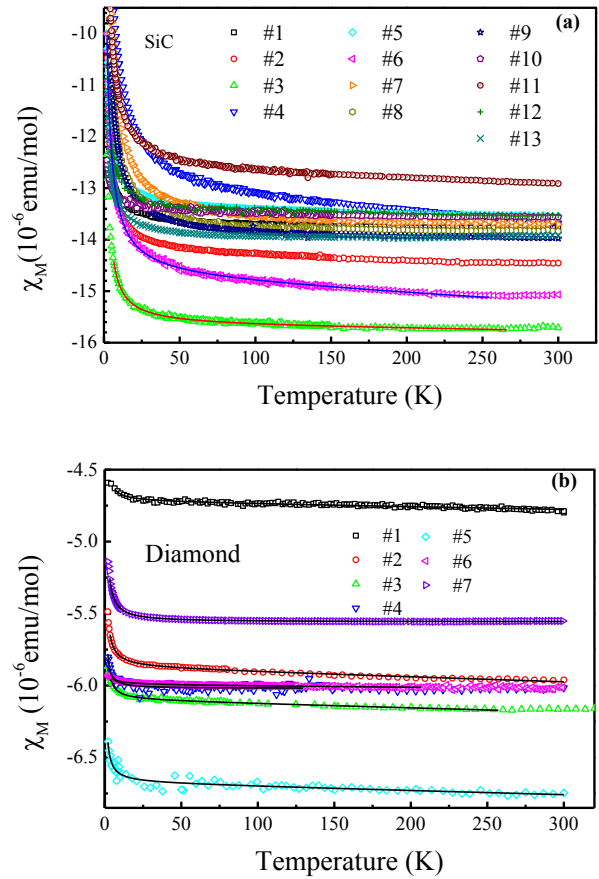 (a)
SiC
#1 #5 #9
#2 #6 #10
#3 #7 #11
#4 #8 #12
#13
-10
-11
-12
-13
-14
-15
-16
χM(10-6emu/mol)
0 50 100 150 200 250 300
Temperature (K)
(b)
Diamond
#1 #5
#2 #6
#3 #7
#4
-4.5
-5.0
-5.5
-6.0
-6.5
χM (10-6emu/mol)
0 50 100 150 200 250 300
Temperature (K)